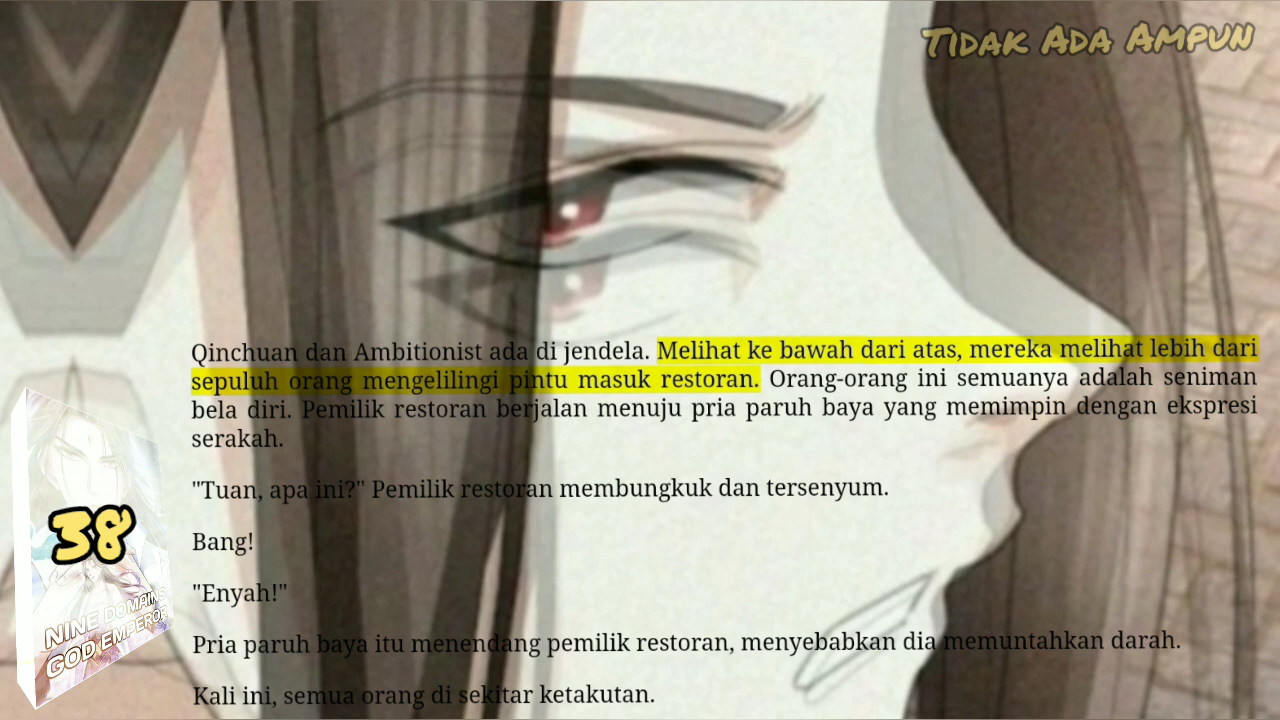 Tidak Ada Ampun
Qinchuan dan Ambitionist ada di jendela. Melihat ke bawah dari atas, mereka melihat lebih dari
sepuluh orang mengelilingi pintu masuk restoran. Orang-orang ini semuanya adalah seniman
bela diri. Pemilik restoran berjalan menuju pria paruh baya yang memimpin dengan ekspresi
serakah.
"Tuan, apa ini?" Pemilik restoran membungkuk dan tersenyum.
Bang!
"Enyah!"
Pria paruh baya itu menendang pemilik restoran, menyebabkan dia memuntahkan darah.
Kali ini, semua orang di sekitar ketakutan.
38
NINE DOMAINS
GOD EMPEROR